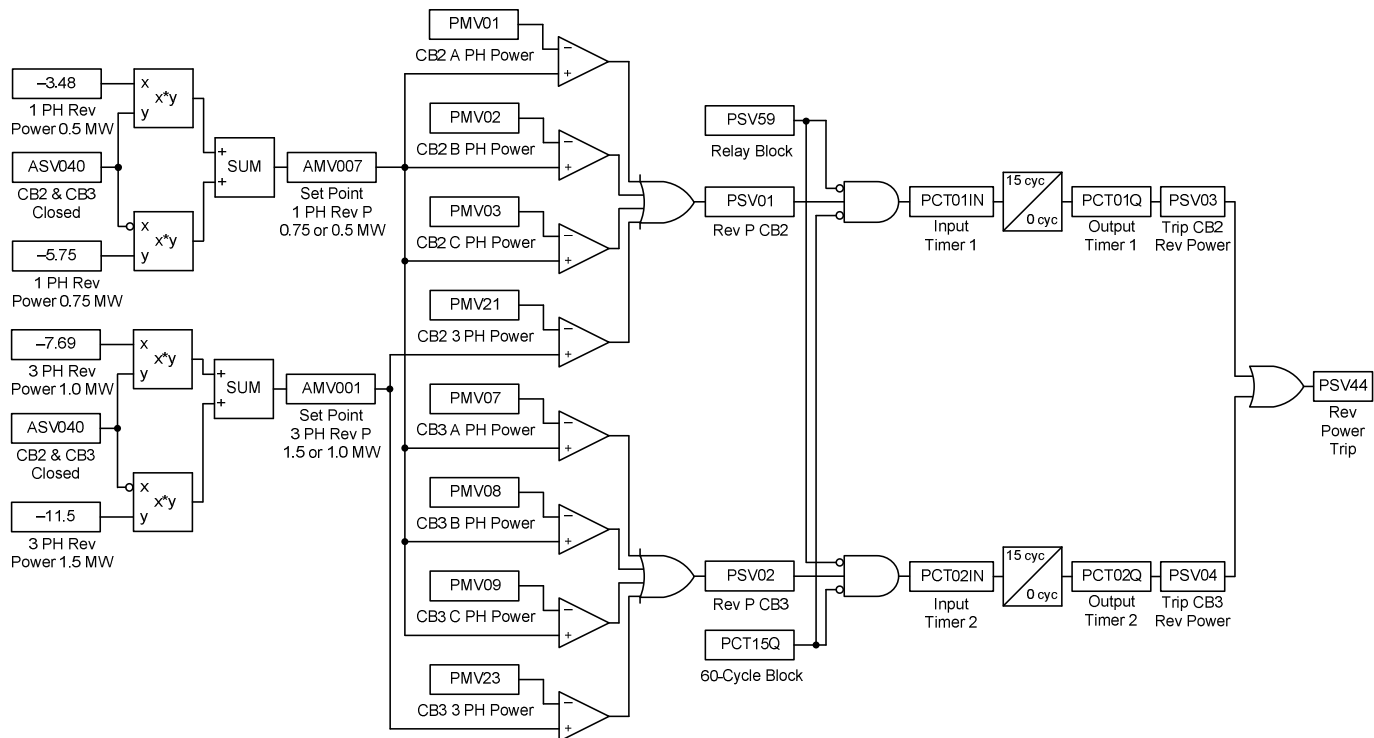 –3.48
1 PH Rev
Power 0.5 MW
x
y
x*y
ASV040
CB2 & CB3
Closed
x
y
x*y
–5.75
1 PH Rev
Power 0.75 MW
+
+
SUM
AMV007
Set Point
1 PH Rev P
0.75 or 0.5 MW
–7.69
3 PH Rev
Power 1.0 MW
x
y
x*y
ASV040
CB2 & CB3
Closed
x
y
x*y
–11.5
3 PH Rev
Power 1.5 MW
+
+
SUM
AMV001
Set Point
3 PH Rev P
1.5 or 1.0 MW
PMV01
CB2 A PH Power
–
+
PMV02
CB2 B PH Power
–
+
PMV03
CB2 C PH Power
–
+
PMV21
CB2 3 PH Power
–
+
PMV07
CB3 A PH Power
–
+
PMV08
CB3 B PH Power
–
+
PMV09
CB3 C PH Power
–
+
PMV23
CB3 3 PH Power
–
+
PSV59
Relay Block
PSV01
Rev P CB2
PCT01IN
Input
Timer 1
15 cyc
0 cyc
PCT01Q
Output
Timer 1
PSV03
Trip CB2
Rev Power
PSV02
Rev P CB3
PCT15Q
60-Cycle Block
PCT02IN
Input
Timer 2
15 cyc
0 cyc
PCT02Q
Output
Timer 2
PSV04
Trip CB3
Rev Power
PSV44
Rev
Power
Trip